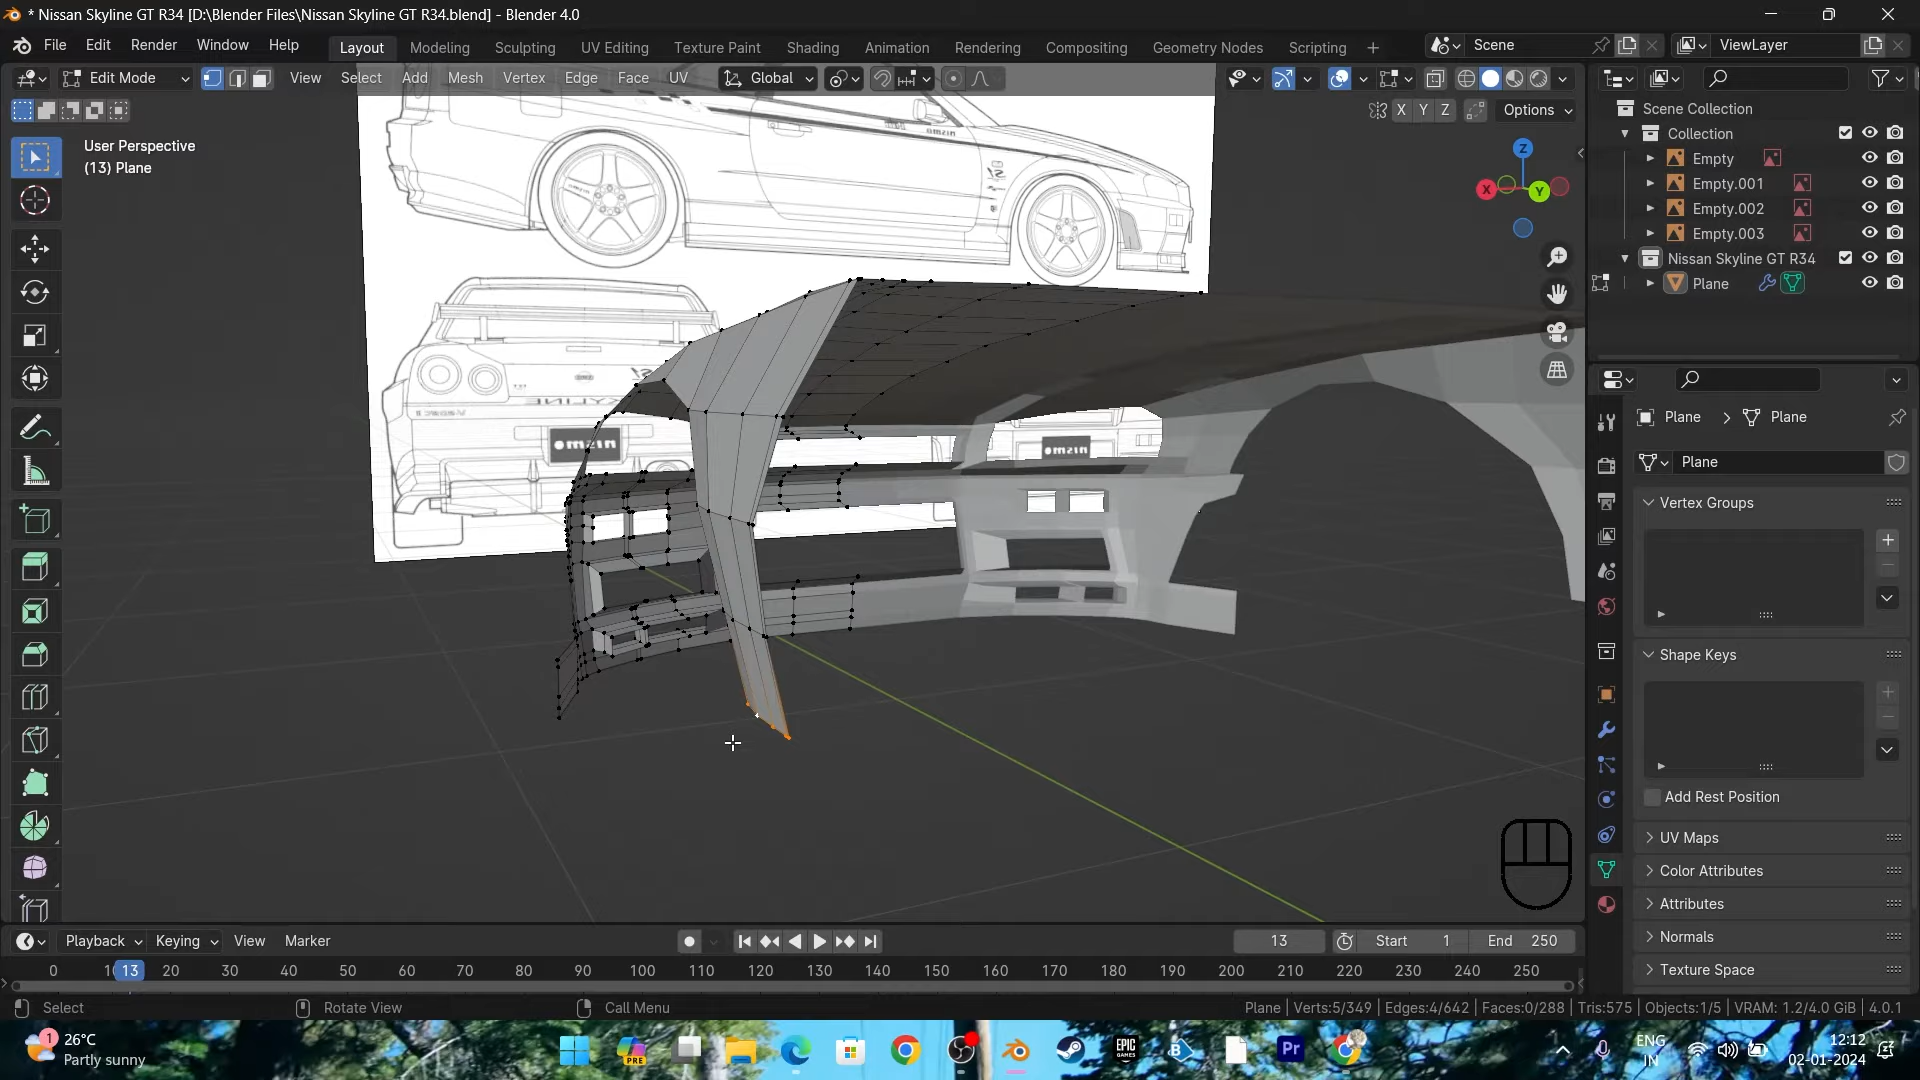 * Nissan Skyline GT R34 [D:\Blender Files\Nissan Skyline GT R34.blend] - Blender 4.0
File Edit Render Window Help
Layout Modeling Sculpting UV Editing Texture Paint Shading Animation Rendering Compositing Geometry Nodes Scripting +
Scene ViewLayer
Edit Mode View Select Add Mesh Vertex Edge Face UV Global
X Y Z Options
User Perspective
(13) Plane
Z
X Y
Scene Collection
Collection
Empty
Empty.001
Empty.002
Empty.003
Nissan Skyline GT R34
Plane
Plane > Plane
Plane
Vertex Groups
Shape Keys
Add Rest Position
UV Maps
Color Attributes
Attributes
Normals
Texture Space
Playback Keying View Marker
13 Start 1 End 250
0 10 13 20 30 40 50 60 70 80 90 100 110 120 130 140 150 160 170 180 190 200 210 220 230 240 250
Select Rotate View Call Menu
Plane | Verts:5/349 | Edges:4/642 | Faces:0/288 | Tris:575 | Objects:1/5 | VRAM: 1.2/4.0 GiB | 4.0.1
1 26°C
Partly sunny
PRE
EPIC GAMES
Pr
ENG
IN
12:12
02-01-2024